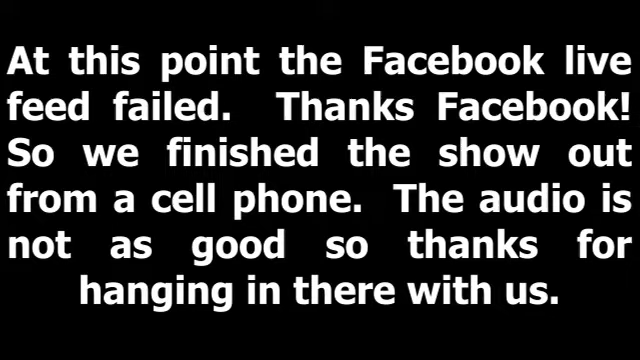 At this point the Facebook live
feed failed.  Thanks Facebook!
So we finished the show out
from a cell phone.  The audio is
not as good so thanks for
hanging in there with us.